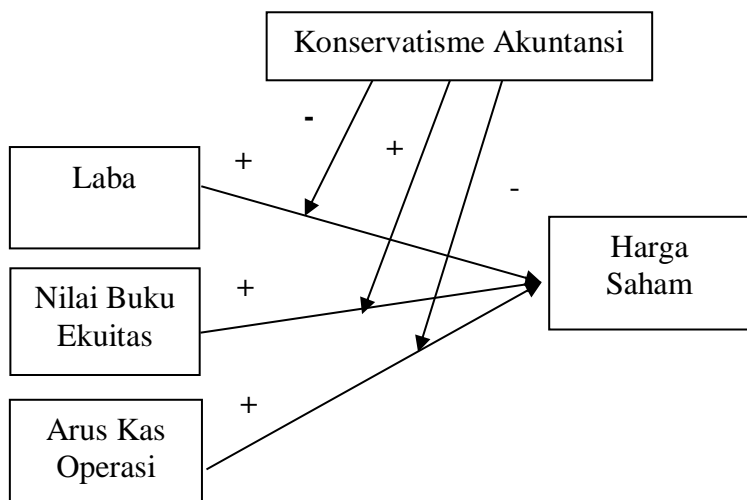 Konservatisme Akuntansi
-
+
+
-
Laba
Harga
Saham
+
Nilai Buku
Ekuitas
+
Arus Kas
Operasi